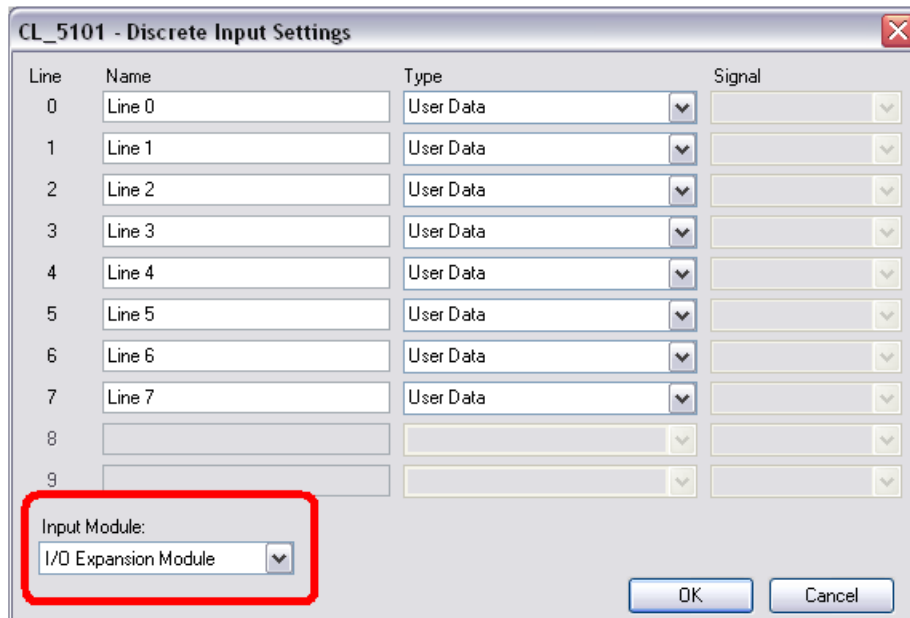 CL_5101 - Discrete Input Settings
Line Name Type Signal
0 Line 0 User Data
1 Line 1 User Data
2 Line 2 User Data
3 Line 3 User Data
4 Line 4 User Data
5 Line 5 User Data
6 Line 6 User Data
7 Line 7 User Data
8
9
Input Module:
I/O Expansion Module
OK Cancel